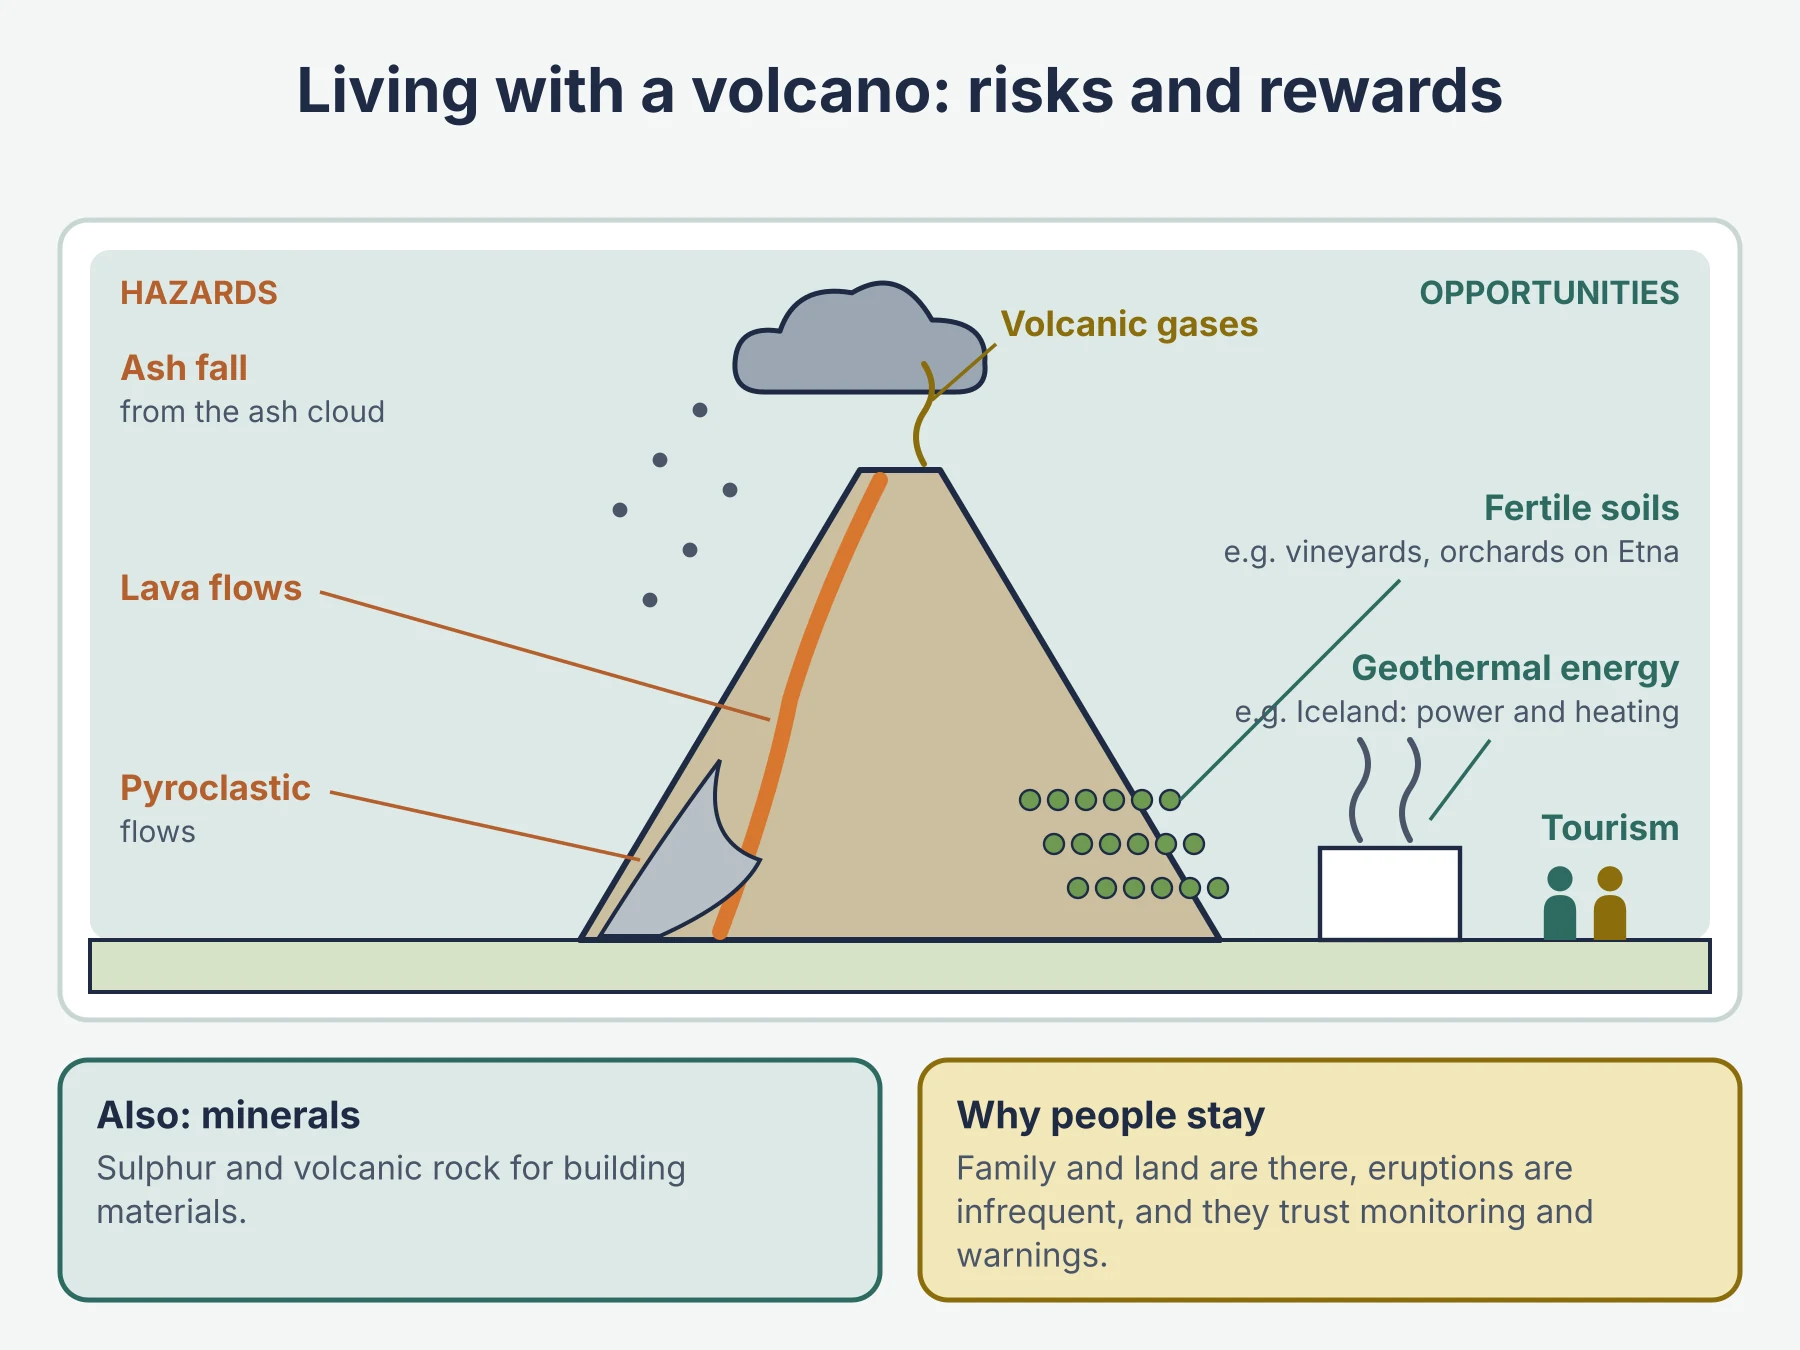 Living with a volcano: risks and rewards
HAZARDS
OPPORTUNITIES
Volcanic gases
Ash fall
from the ash cloud
Fertile soils
e.g. vineyards, orchards on Etna
Lava flows
Geothermal energy
e.g. Iceland: power and heating
Pyroclastic
flows
Tourism
Also: minerals
Sulphur and volcanic rock for building
materials.
Why people stay
Family and land are there, eruptions are
infrequent, and they trust monitoring and
warnings.